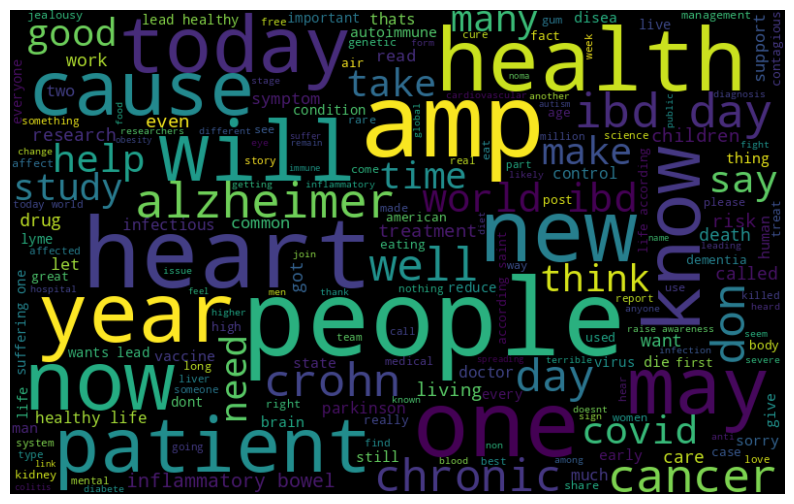 jealousy
lead healthy
free
important
thats
many
gum
disea
live
management
good
today
autoimmune
genetic
cure
fact
week
support
contagious
work
health
form
air
read
noma
another
cause
two
take
cardiovascular
autism
public
diagnosis
everyone
something
even
symptom
condition
amp
global
age
ibd day
research
researchers
different
see
rare
million
science
children
fight
change
stage
food
suffer
remain
eat
part
make
affect
obesity
help
will
story
real
thing
eye
immune
time
likely
control
study
getting
inflammatory
come
say
today world
alzheimer
made
world ibd
post
please
drug
common
american
new
know
risk
human
treat
infectious
treatment
diet
life according
death
name
lyme
heart
eating
according saint
leading
affected
let
got
well
way
called
dementia
great
issue
join
nothing
reduce
think
use
killed
hospital
feel
men
report
anyone
heard
suffering one
year
higher
thank
people
used
raise awareness
seem
wants lead
high
team
call
want
don
body
long
vaccine
state
medical
virus
infection
severe
now
liver
need
crohn
spreading
terrible
doctor
day
die
first
may
someone
living
life
dont
right
parkinson
every
hear
healthy life
known
one
doesnt
women
give
man
brain
really
sign
covid
system
patient
going
find
early
sorry
type
still
care
case
anti
link
non
love
kidney
blood
best
among
chronic
much
share
cancer
mental
colitis
diabete
inflammatory bowel